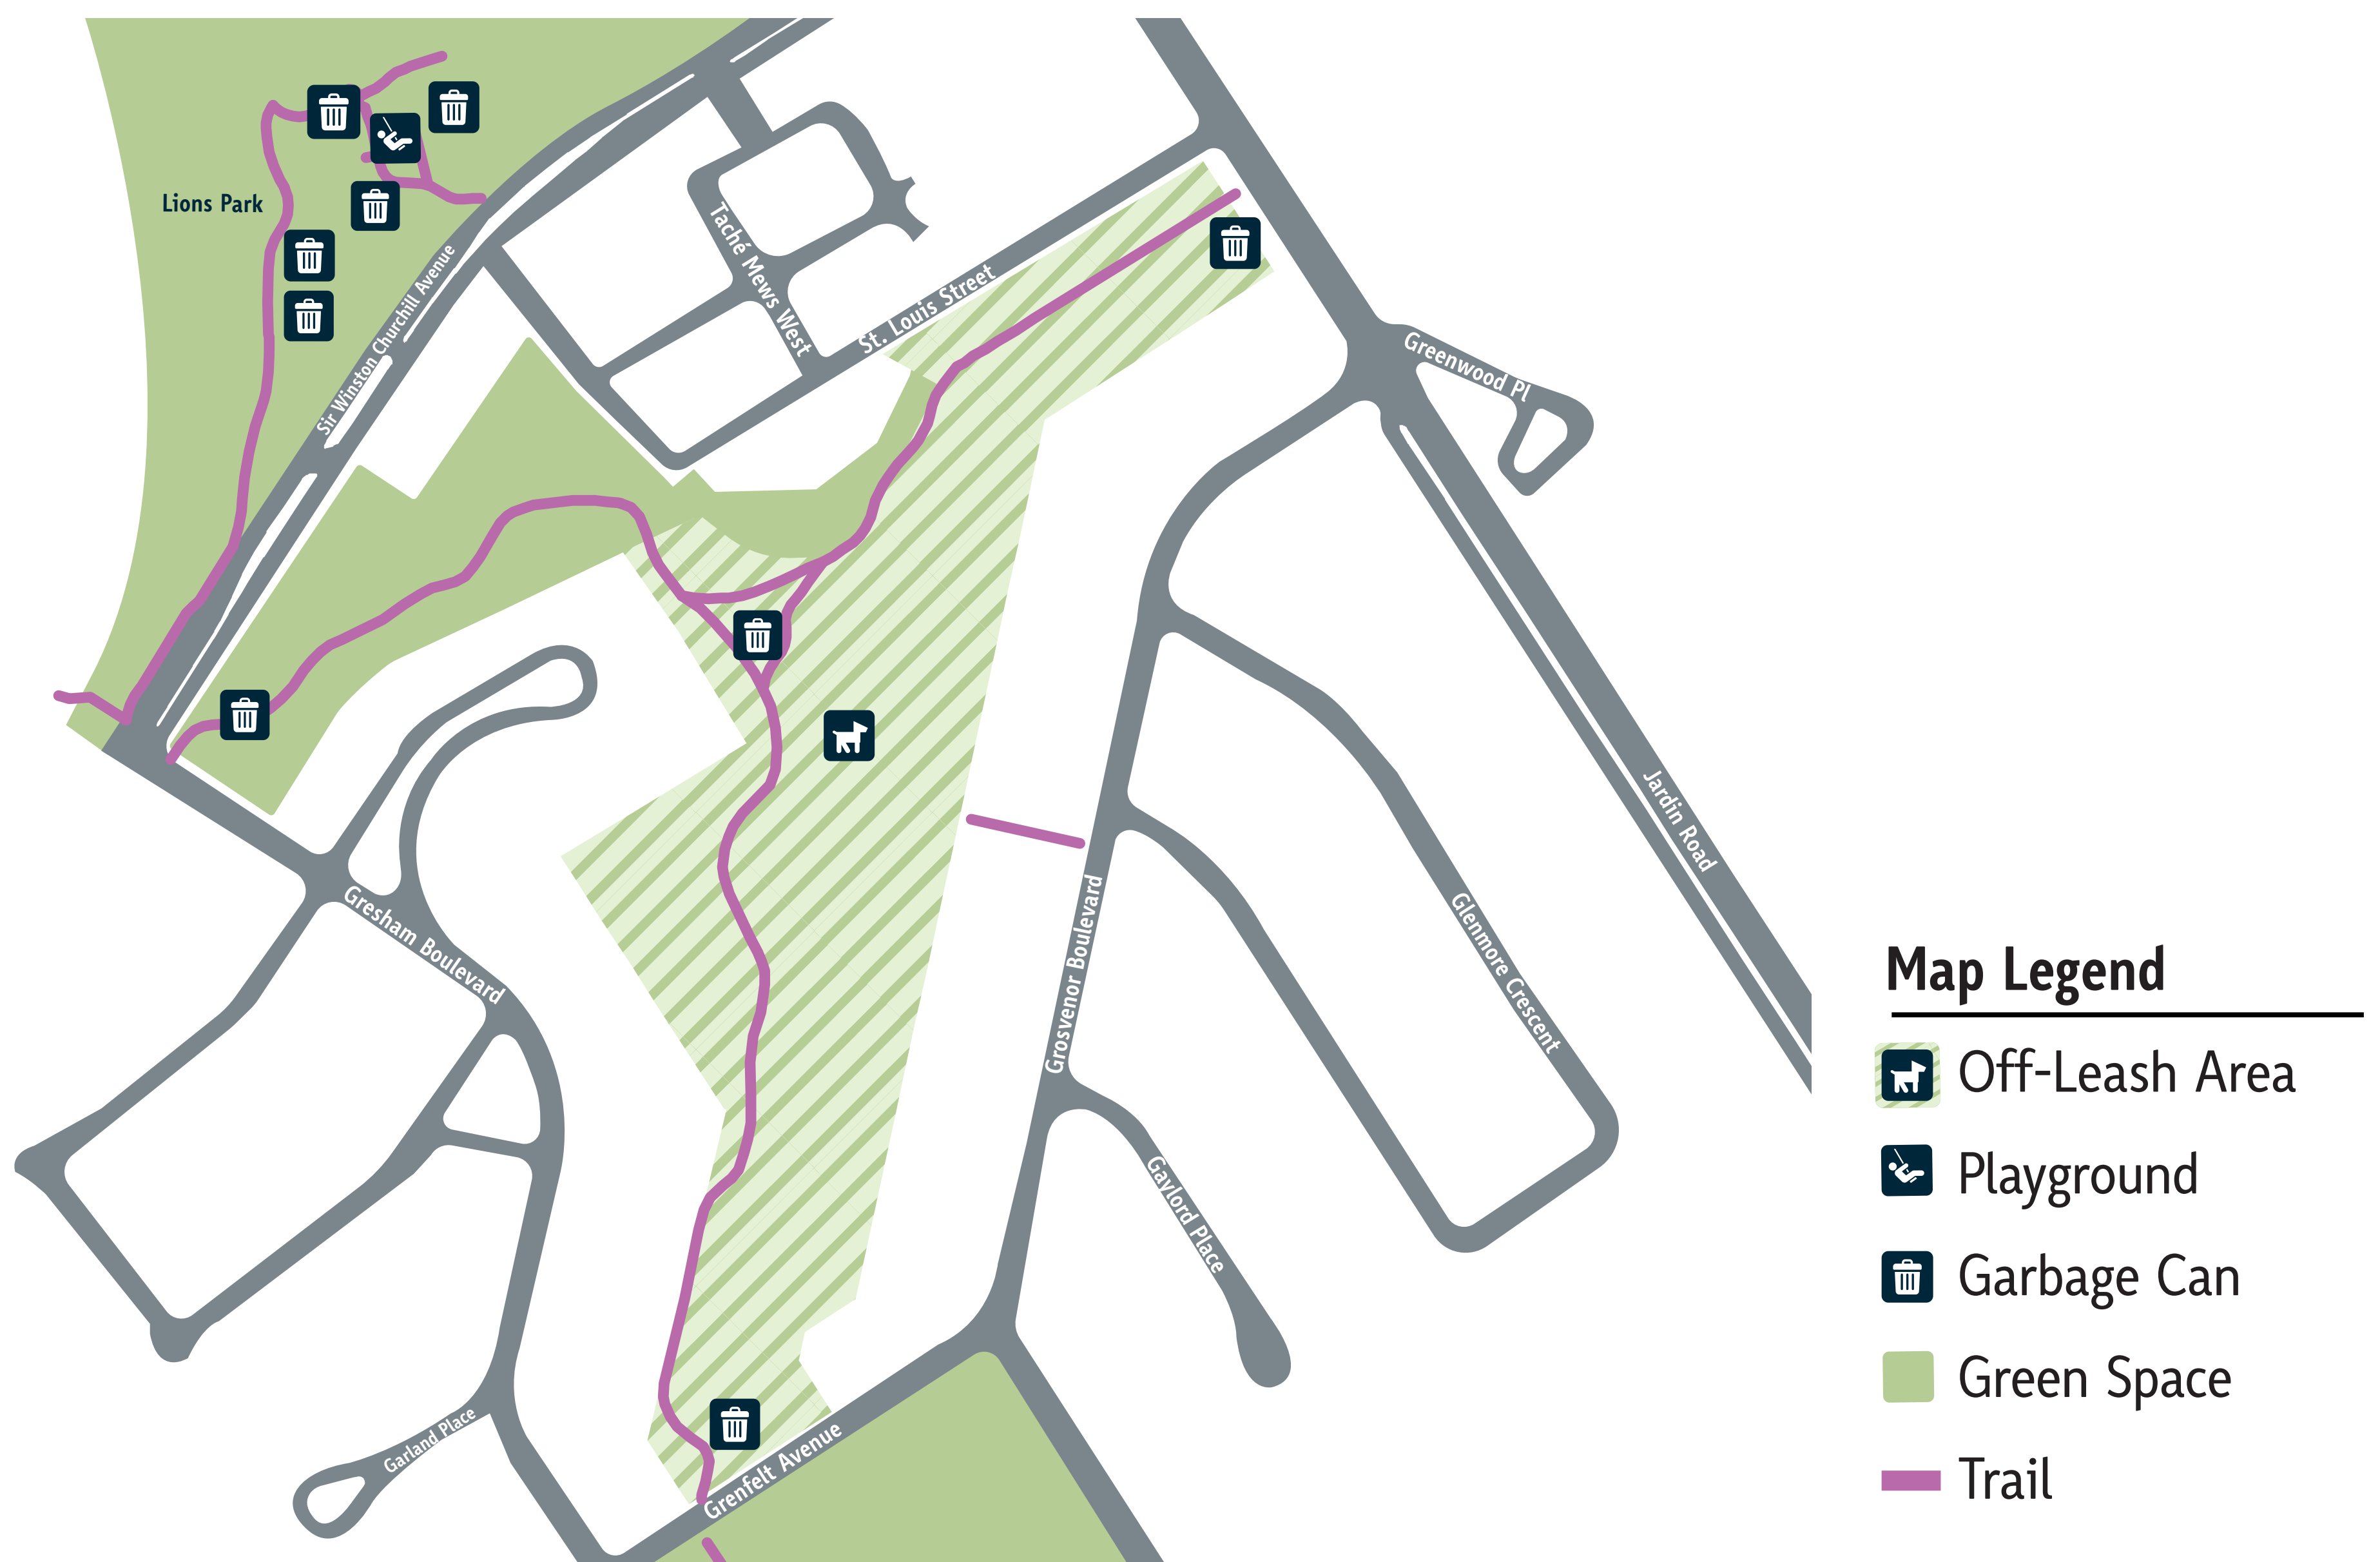 Lions Park
Sir Winston Churchill Avenue
Taché Mews West
St. Louis Street
Greenwood Pl
Jardin Road
Glenmore Crescent
Grosvenor Boulevard
Gresham Boulevard
Gaylord Place
Garland Place
Grenfelt Avenue
Map Legend
Off-Leash Area
Playground
Garbage Can
Green Space
Trail